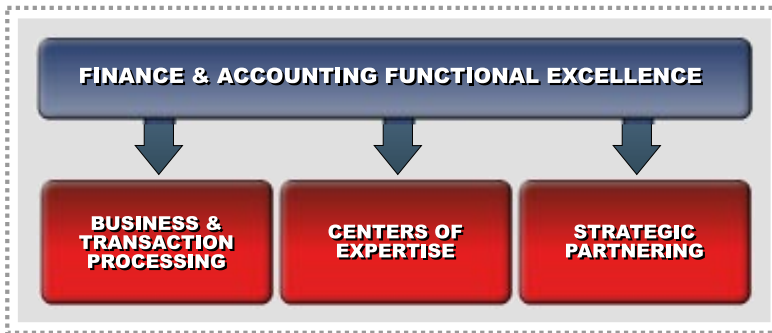 FINANCE & ACCOUNTING FUNCTIONAL EXCELLENCE
BUSINESS &
TRANSACTION
PROCESSING
CENTERS OF
EXPERTISE
STRATEGIC
PARTNERING